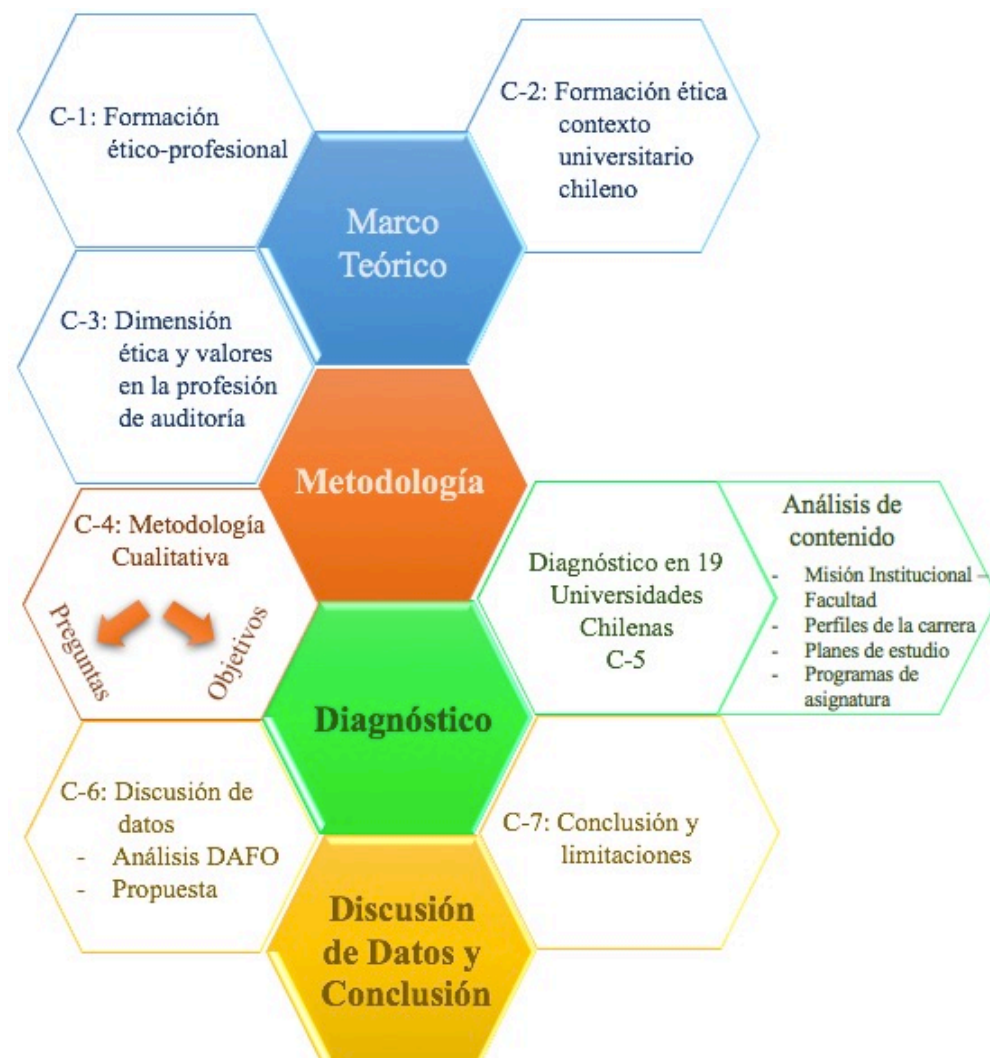 C-1: Formación
ético-profesional
C-2: Formación ética
contexto
universitario
chileno
Marco
Teórico
C-3: Dimensión
ética y valores
en la profesión
de auditoría
Metodología
C-4: Metodología
Cualitativa
Preguntas
Objetivos
Diagnóstico en 19
Universidades
Chilenas
C-5
Análisis de
contenido
- Misión Institucional –
Facultad
- Perfiles de la carrera
- Planes de estudio
- Programas de
asignatura
Diagnóstico
C-6: Discusión de
datos
- Análisis DAFO
- Propuesta
C-7: Conclusión y
limitaciones
Discusión
de Datos y
Conclusión